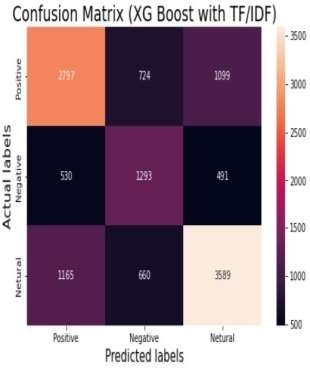 Confusion Matrix (XG Boost with TF/IDF)
Actual labels
Positive
2797 724 1099
Negative
530 1293 491
Netural
1165 660 3589
Positive Negative Netural
Predicted labels
3500
3000
2500
2000
1500
1000
500